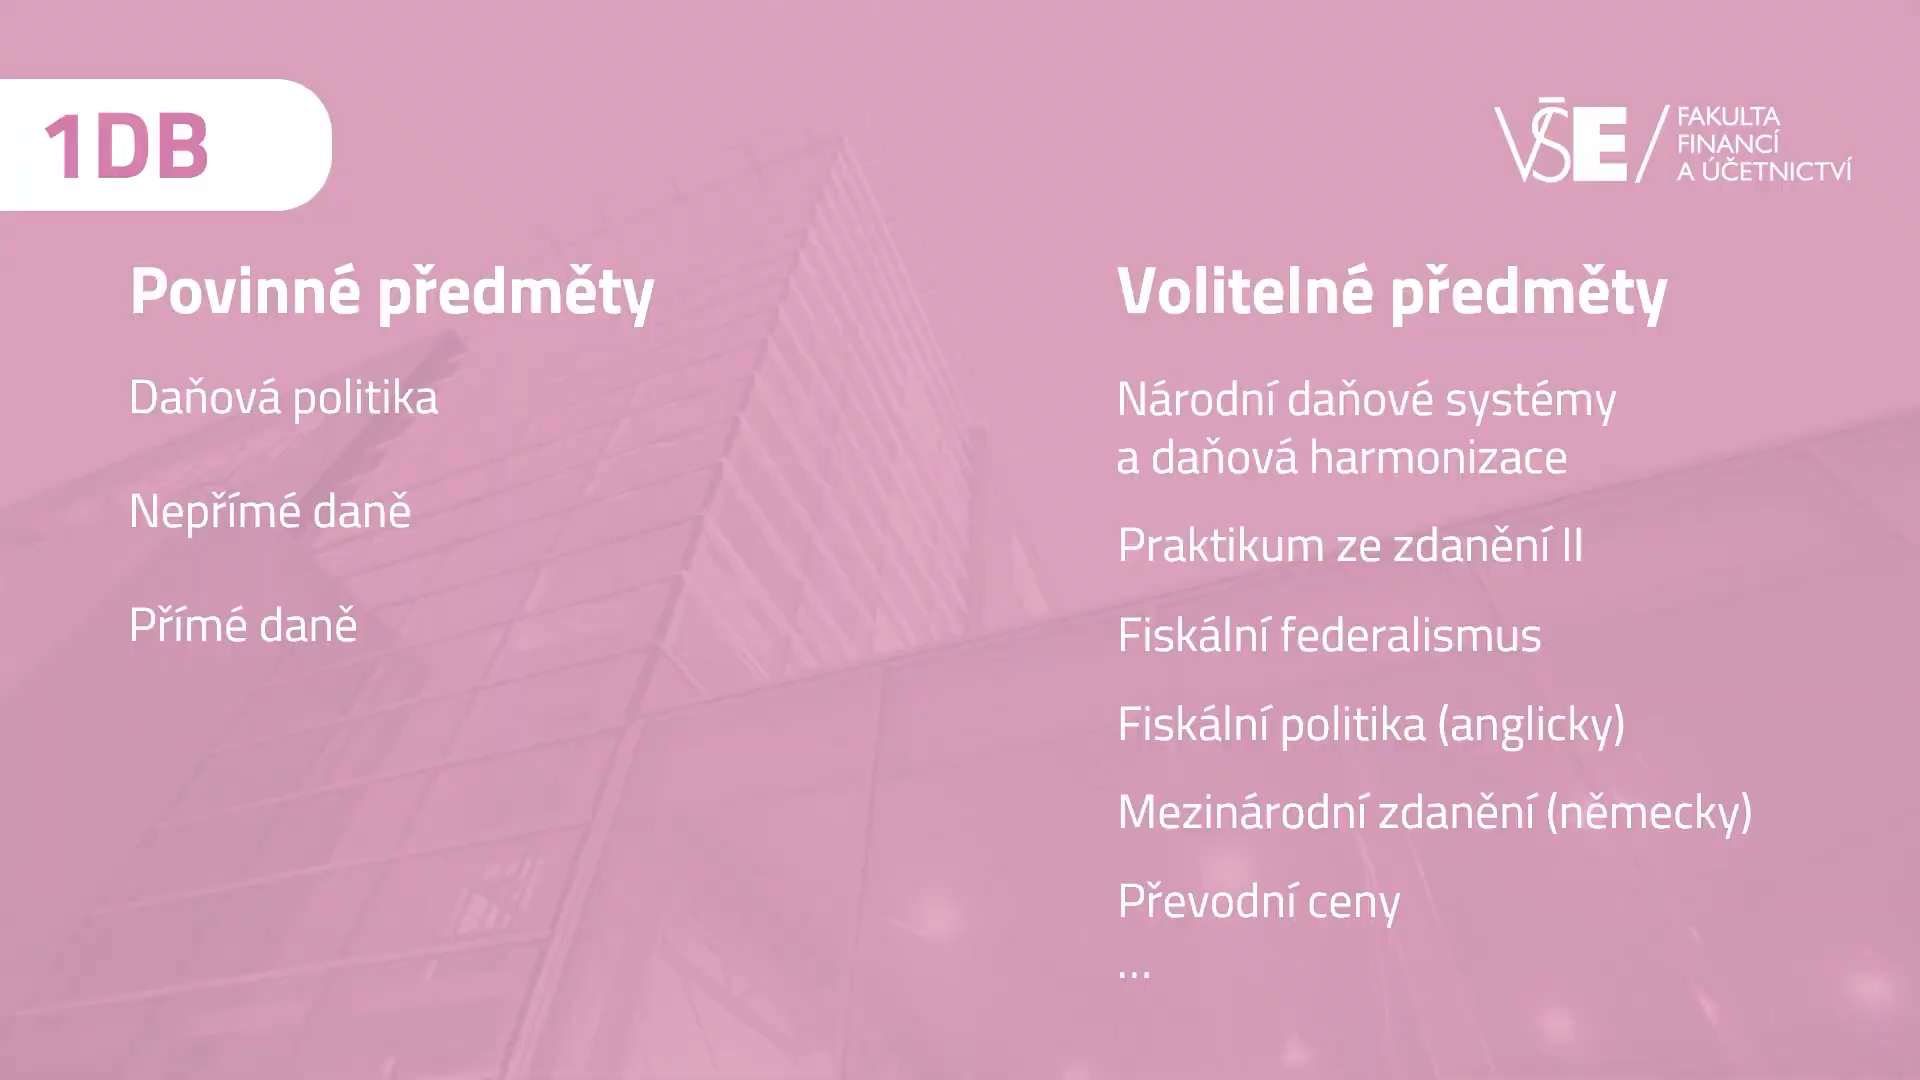 1DB
VŠE/
FAKULTA
FINANCÍ
A ÚČETNICTVÍ
Povinné předměty
Daňová politika
Nepřímé daně
Přímé daně
Volitelné předměty
Národní daňové systémy
a daňová harmonizace
Praktikum ze zdanění II
Fiskální federalismus
Fiskální politika (anglicky)
Mezinárodní zdanění (německy)
Převodní ceny
...